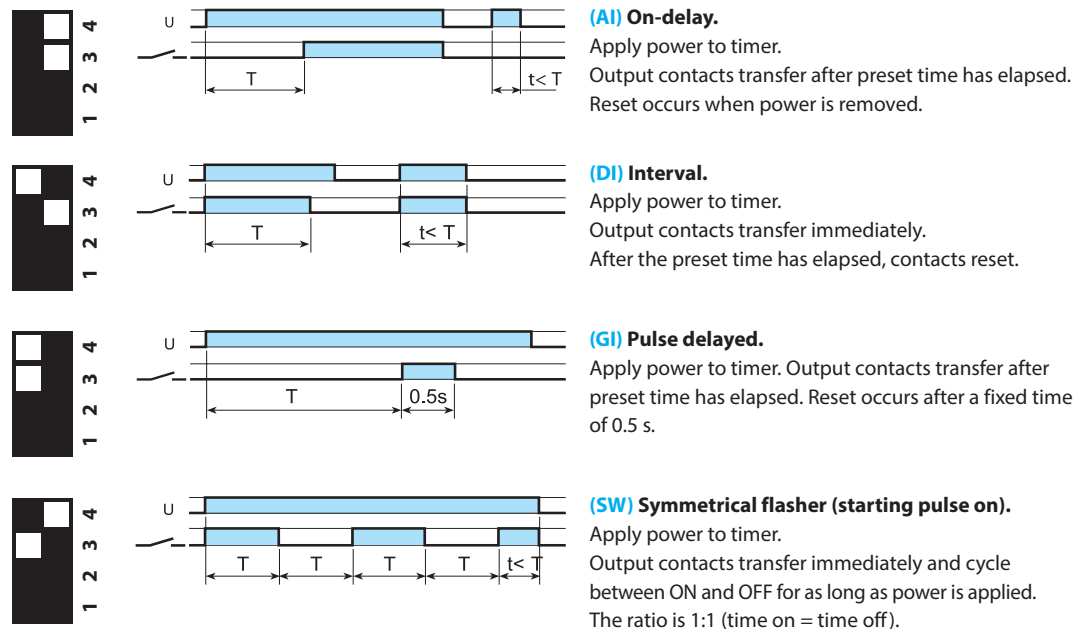 4
3
2
1
U
T
t< T
(AI) On-delay.
Apply power to timer.
Output contacts transfer after preset time has elapsed.
Reset occurs when power is removed.
4
3
2
1
U
T
t< T
(DI) Interval.
Apply power to timer.
Output contacts transfer immediately.
After the preset time has elapsed, contacts reset.
4
3
2
1
U
T
0.5s
(GI) Pulse delayed.
Apply power to timer. Output contacts transfer after
preset time has elapsed. Reset occurs after a fixed time
of 0.5 s.
4
3
2
1
U
T T T T t< T
(SW) Symmetrical flasher (starting pulse on).
Apply power to timer.
Output contacts transfer immediately and cycle
between ON and OFF for as long as power is applied.
The ratio is 1:1 (time on = time off).